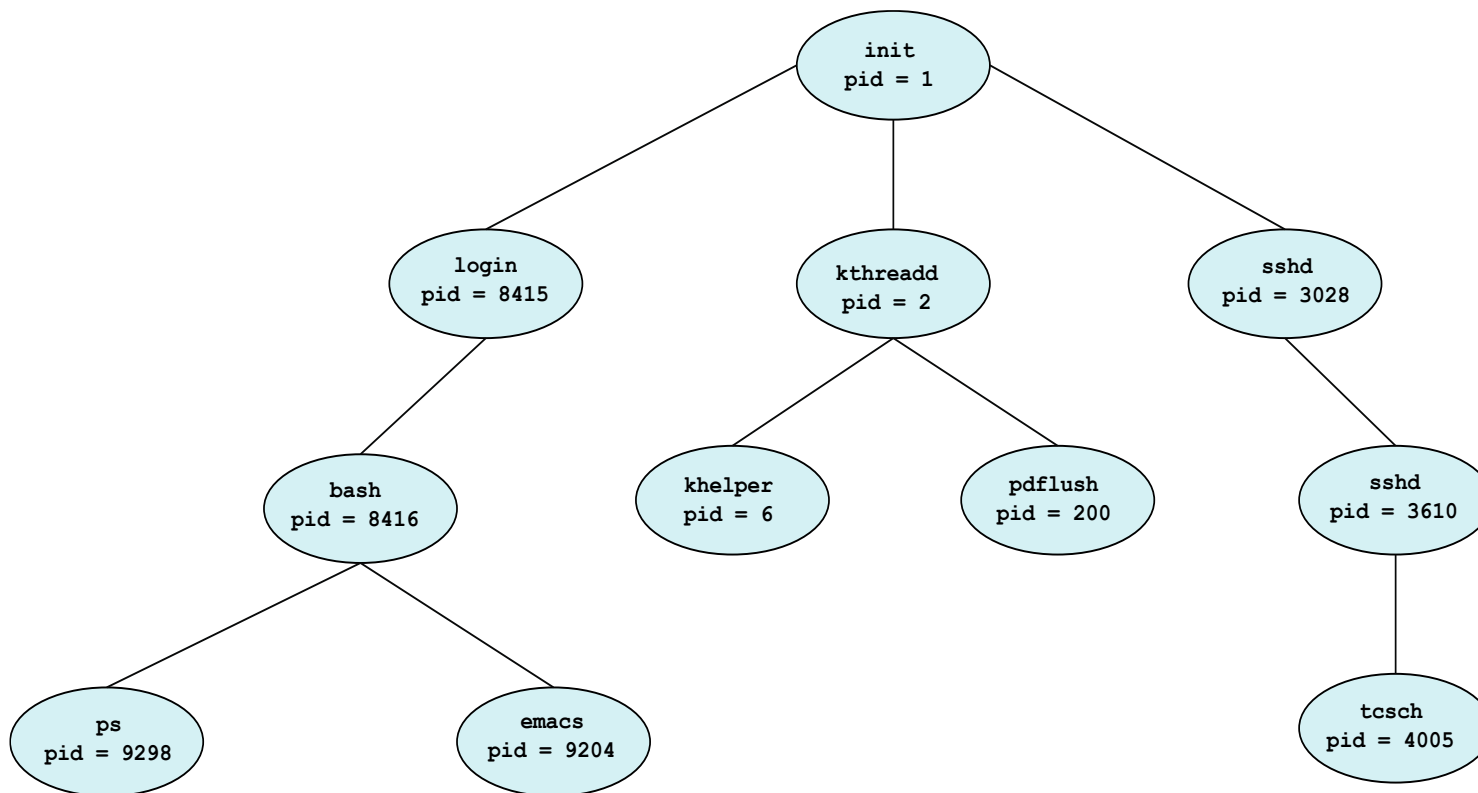 init
pid = 1
login
pid = 8415
kthreadd
pid = 2
sshd
pid = 3028
bash
pid = 8416
khelper
pid = 6
pdflush
pid = 200
sshd
pid = 3610
ps
pid = 9298
emacs
pid = 9204
tcsch
pid = 4005